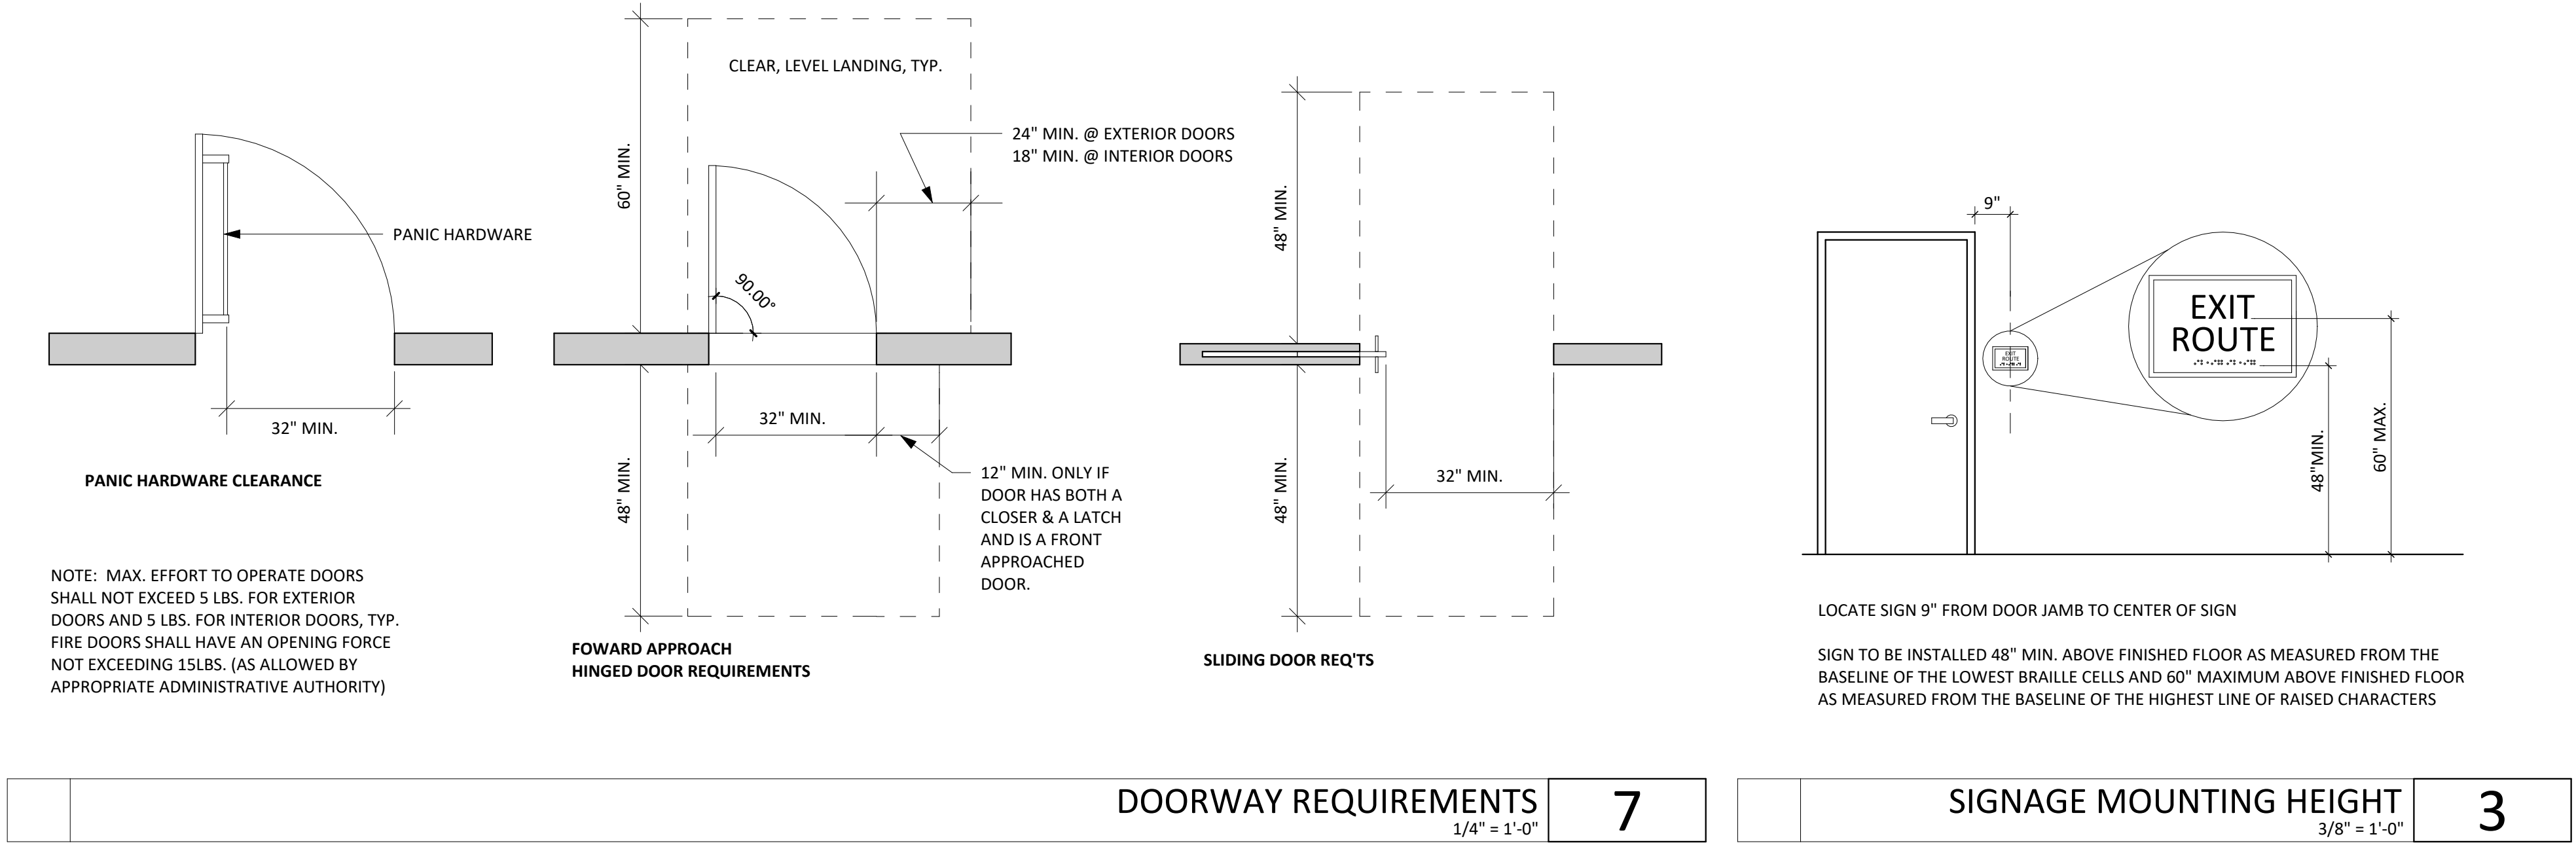 PANIC HARDWARE
32" MIN.
PANIC HARDWARE CLEARANCE
NOTE:  MAX. EFFORT TO OPERATE DOORS
SHALL NOT EXCEED 5 LBS. FOR EXTERIOR
DOORS AND 5 LBS. FOR INTERIOR DOORS, TYP.
FIRE DOORS SHALL HAVE AN OPENING FORCE
NOT EXCEEDING 15LBS. (AS ALLOWED BY
APPROPRIATE ADMINISTRATIVE AUTHORITY)
CLEAR, LEVEL LANDING, TYP.
60" MIN.
24" MIN. @ EXTERIOR DOORS
18" MIN. @ INTERIOR DOORS
90.00°
32" MIN.
48" MIN.
12" MIN. ONLY IF
DOOR HAS BOTH A
CLOSER & A LATCH
AND IS A FRONT
APPROACHED
DOOR.
FOWARD APPROACH
HINGED DOOR REQUIREMENTS
48" MIN.
48" MIN.
32" MIN.
SLIDING DOOR REQ'TS
DOORWAY REQUIREMENTS
1/4" = 1'-0"
7
9"
EXIT
ROUTE
EXIT
ROUTE
48"MIN.
60" MAX.
LOCATE SIGN 9" FROM DOOR JAMB TO CENTER OF SIGN
SIGN TO BE INSTALLED 48" MIN. ABOVE FINISHED FLOOR AS MEASURED FROM THE
BASELINE OF THE LOWEST BRAILLE CELLS AND 60" MAXIMUM ABOVE FINISHED FLOOR
AS MEASURED FROM THE BASELINE OF THE HIGHEST LINE OF RAISED CHARACTERS
SIGNAGE MOUNTING HEIGHT
3/8" = 1'-0"
3